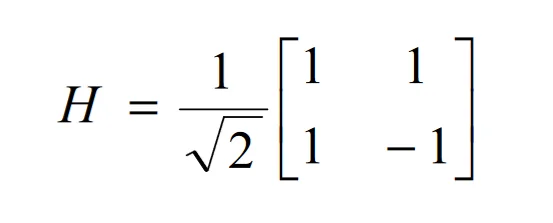 H = 1/√2 [1 1
1 −1]